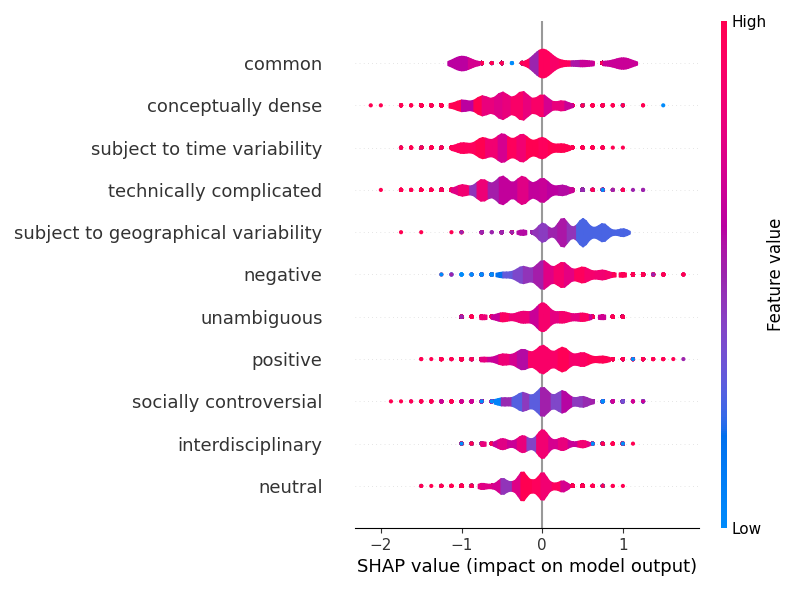 High
common
conceptually dense
subject to time variability
technically complicated
subject to geographical variability
negative
unambiguous
positive
socially controversial
interdisciplinary
neutral
Feature value
Low
−2
−1
0
1
SHAP value (impact on model output)